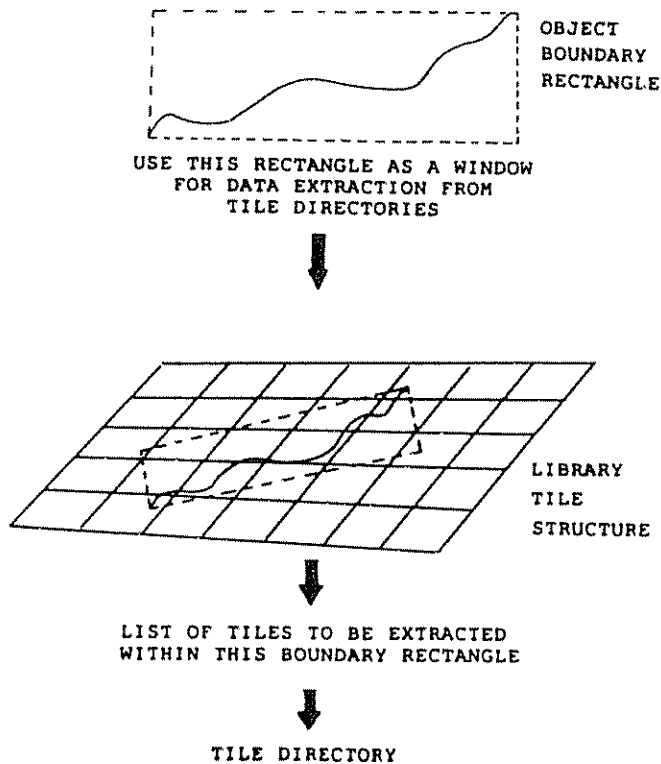 OBJECT
BOUNDARY
RECTANGLE
USE THIS RECTANGLE AS A WINDOW
FOR DATA EXTRACTION FROM
TILE DIRECTORIES
LIBRARY
TILE
STRUCTURE
LIST OF TILES TO BE EXTRACTED
WITHIN THIS BOUNDARY RECTANGLE
TILE DIRECTORY